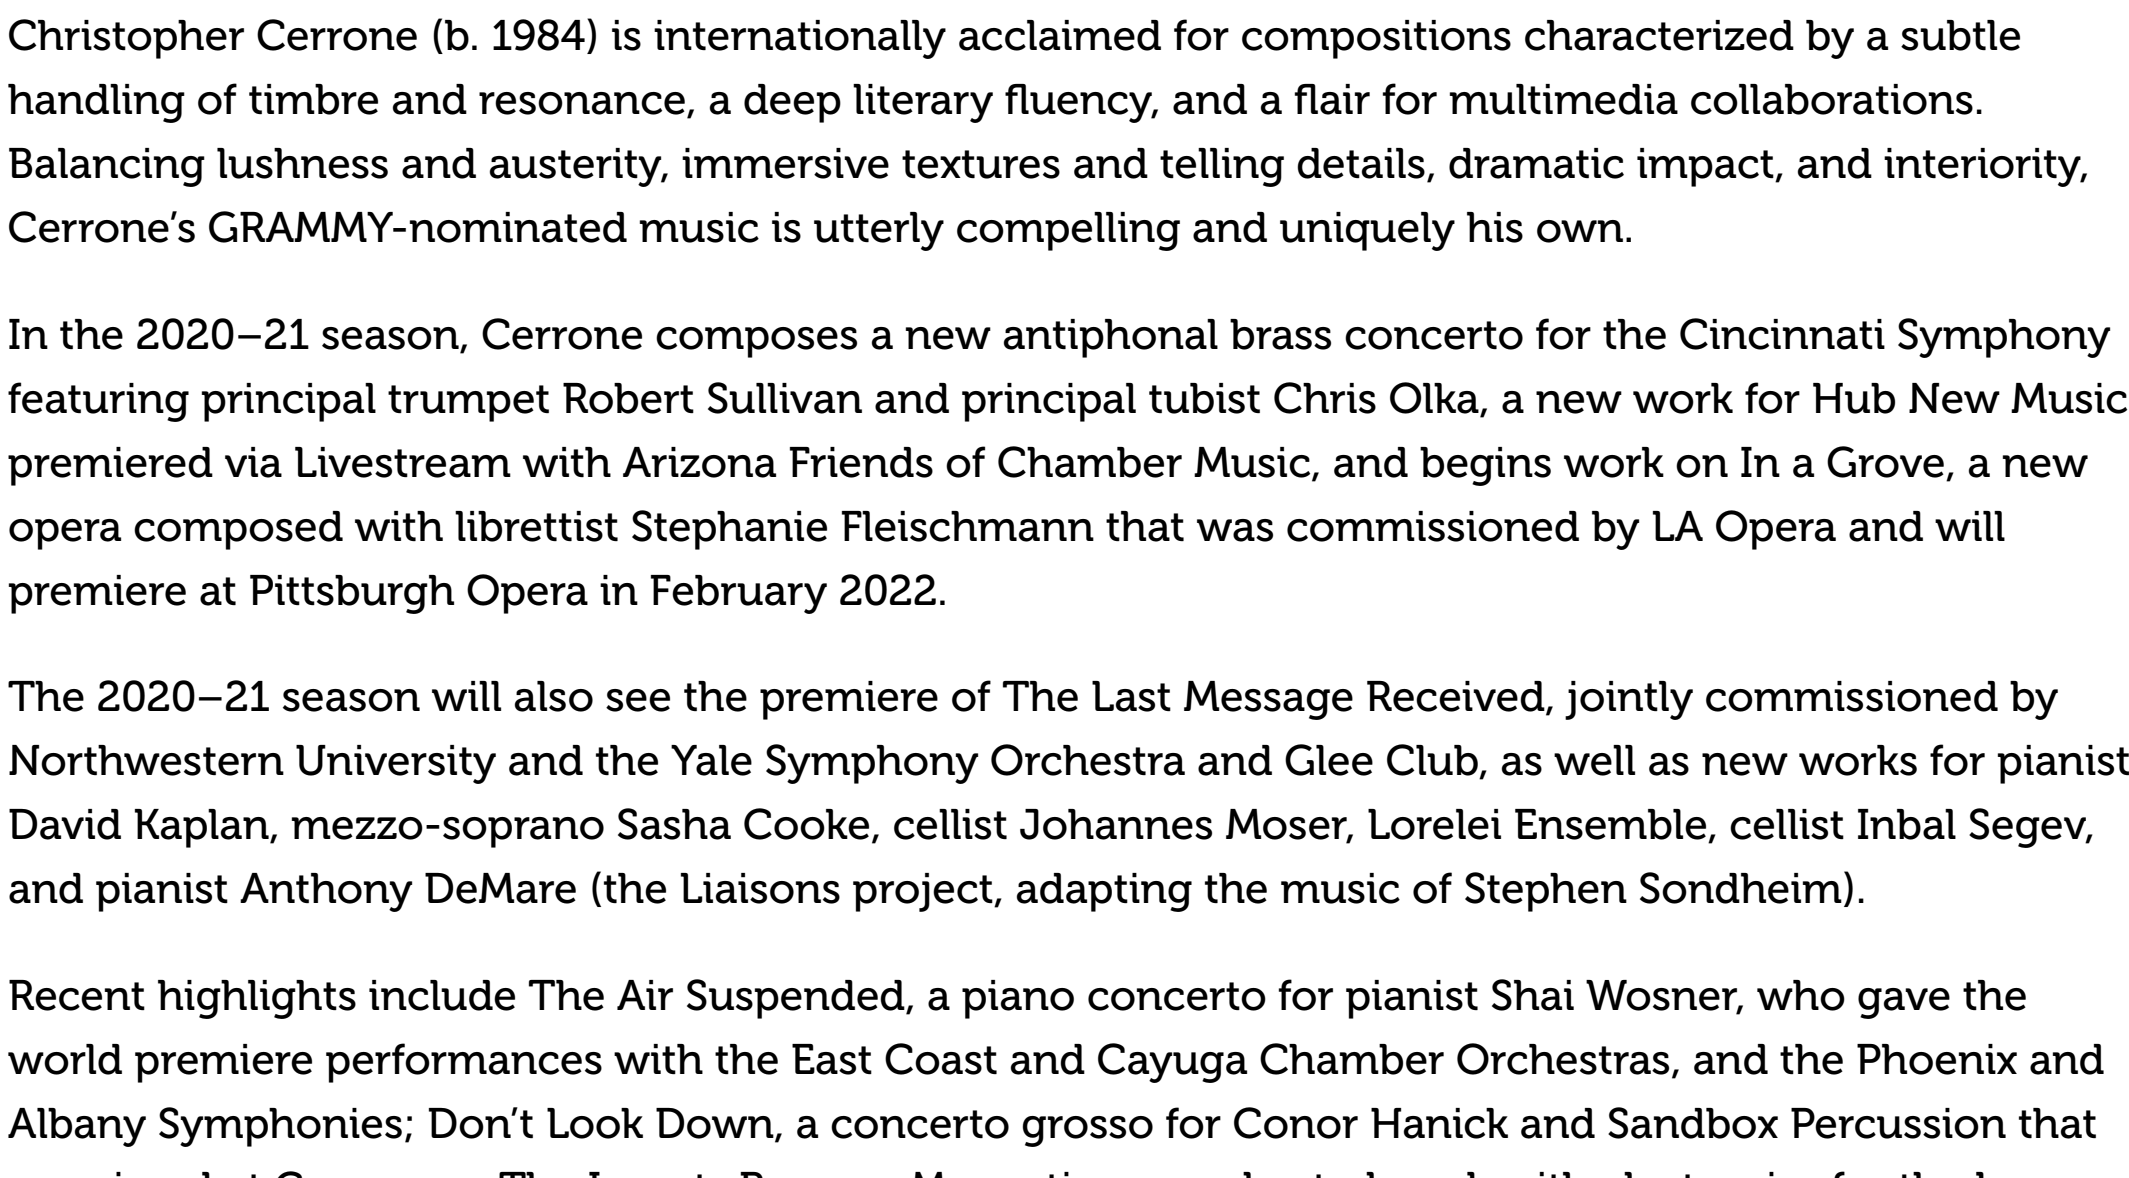 Christopher Cerrone (b. 1984) is internationally acclaimed for compositions characterized by a subtle
handling of timbre and resonance, a deep literary fluency, and a flair for multimedia collaborations.
Balancing lushness and austerity, immersive textures and telling details, dramatic impact, and interiority,
Cerrone’s GRAMMY-nominated music is utterly compelling and uniquely his own.
In the 2020–21 season, Cerrone composes a new antiphonal brass concerto for the Cincinnati Symphony
featuring principal trumpet Robert Sullivan and principal tubist Chris Olka, a new work for Hub New Music
premiered via Livestream with Arizona Friends of Chamber Music, and begins work on In a Grove, a new
opera composed with librettist Stephanie Fleischmann that was commissioned by LA Opera and will
premiere at Pittsburgh Opera in February 2022.
The 2020–21 season will also see the premiere of The Last Message Received, jointly commissioned by
Northwestern University and the Yale Symphony Orchestra and Glee Club, as well as new works for pianist
David Kaplan, mezzo-soprano Sasha Cooke, cellist Johannes Moser, Lorelei Ensemble, cellist Inbal Segev,
and pianist Anthony DeMare (the Liaisons project, adapting the music of Stephen Sondheim).
Recent highlights include The Air Suspended, a piano concerto for pianist Shai Wosner, who gave the
world premiere performances with the East Coast and Cayuga Chamber Orchestras, and the Phoenix and
Albany Symphonies; Don’t Look Down, a concerto grosso for Conor Hanick and Sandbox Percussion that